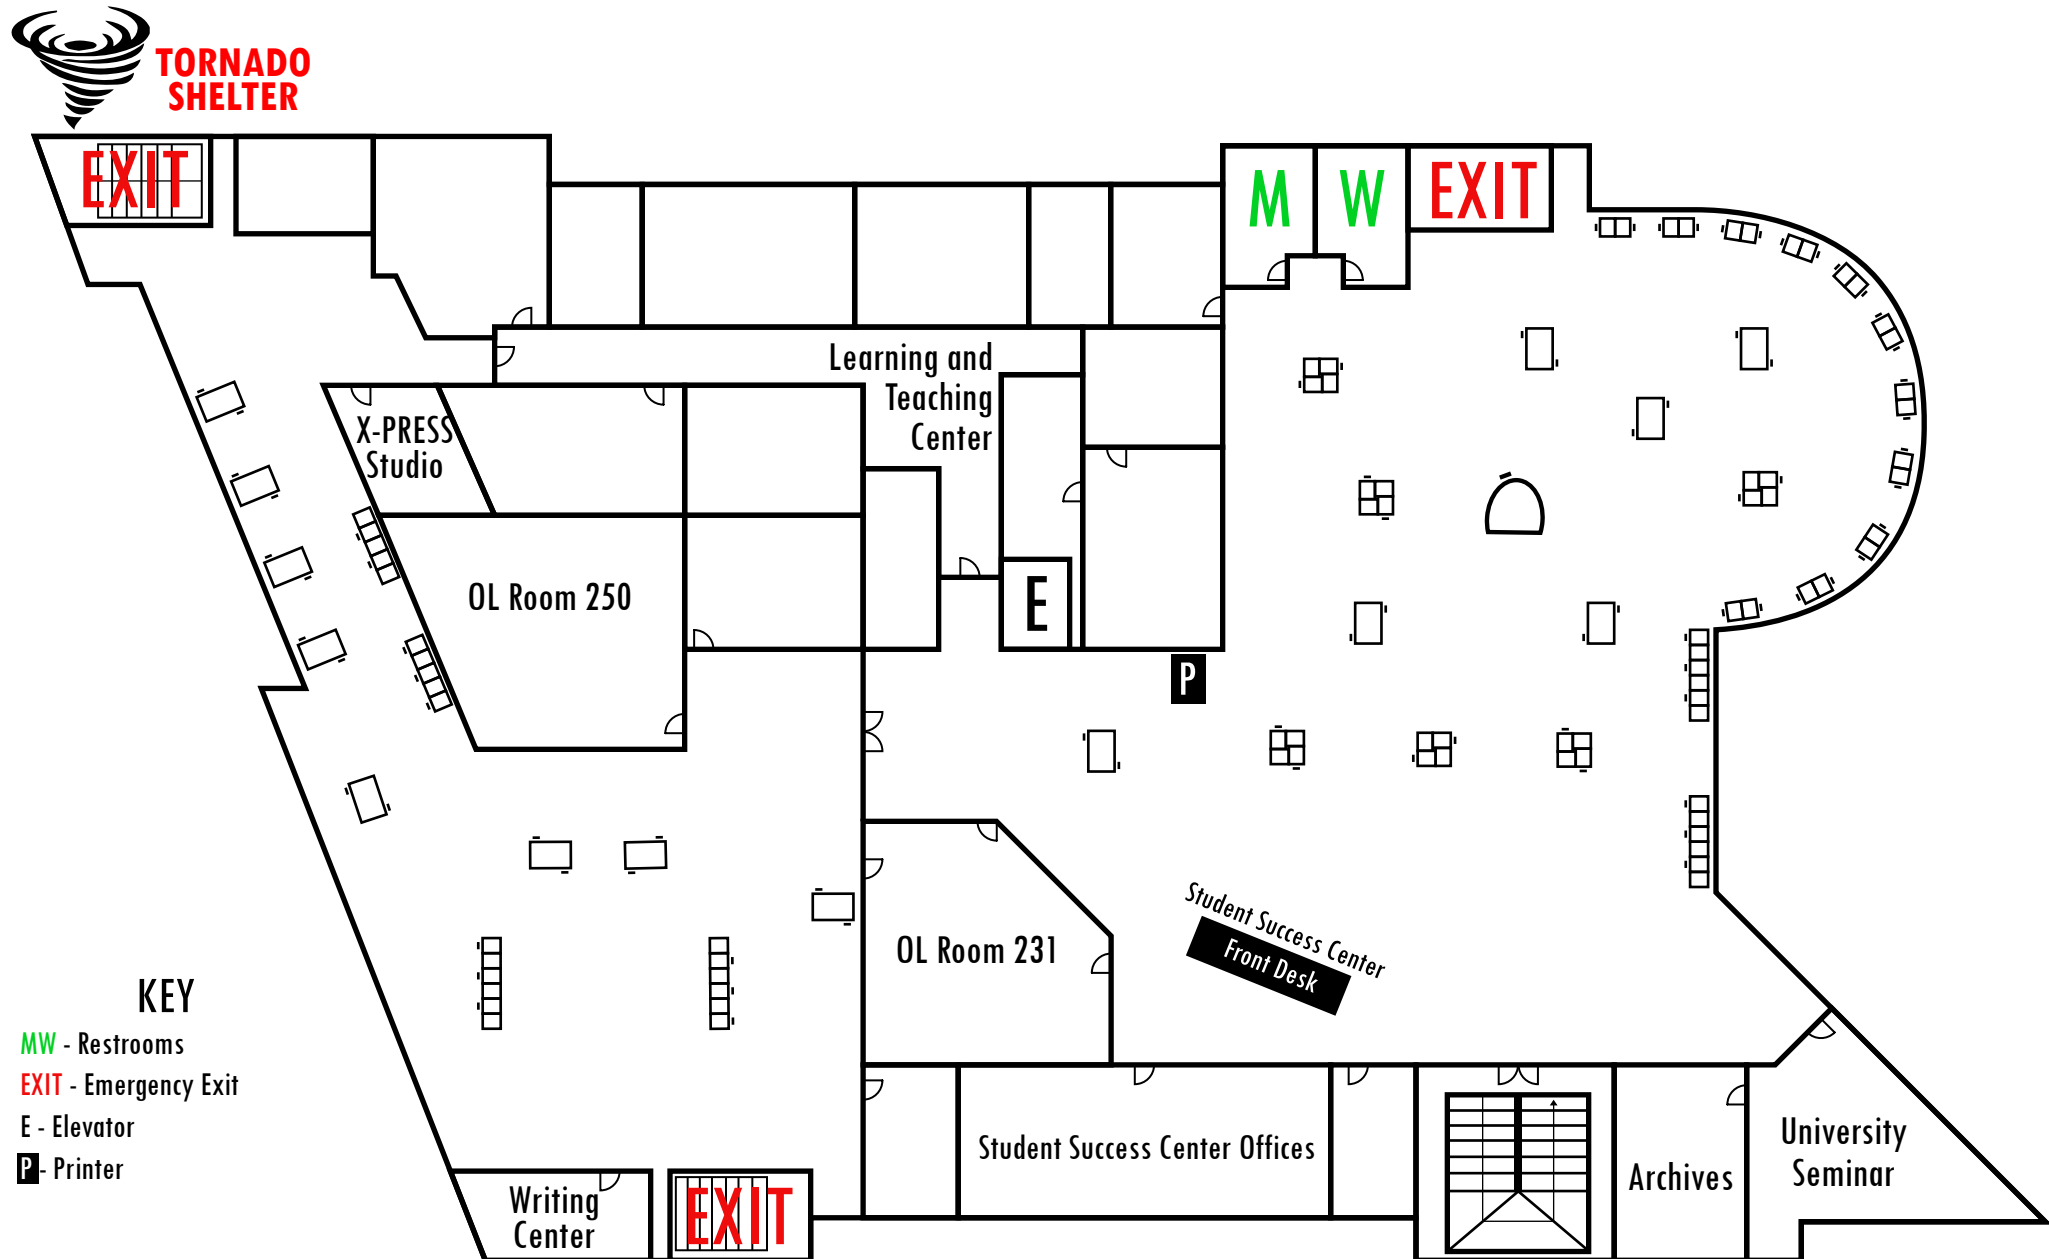 TORNADO
SHELTER
EXIT
M
W
EXIT
Learning and
Teaching
Center
X-PRESS
Studio
OL Room 250
E
P
OL Room 231
Student Success Center
Front Desk
KEY
MW - Restrooms
EXIT - Emergency Exit
E - Elevator
P - Printer
Student Success Center Offices
Archives
University
Seminar
Writing
Center
EXIT